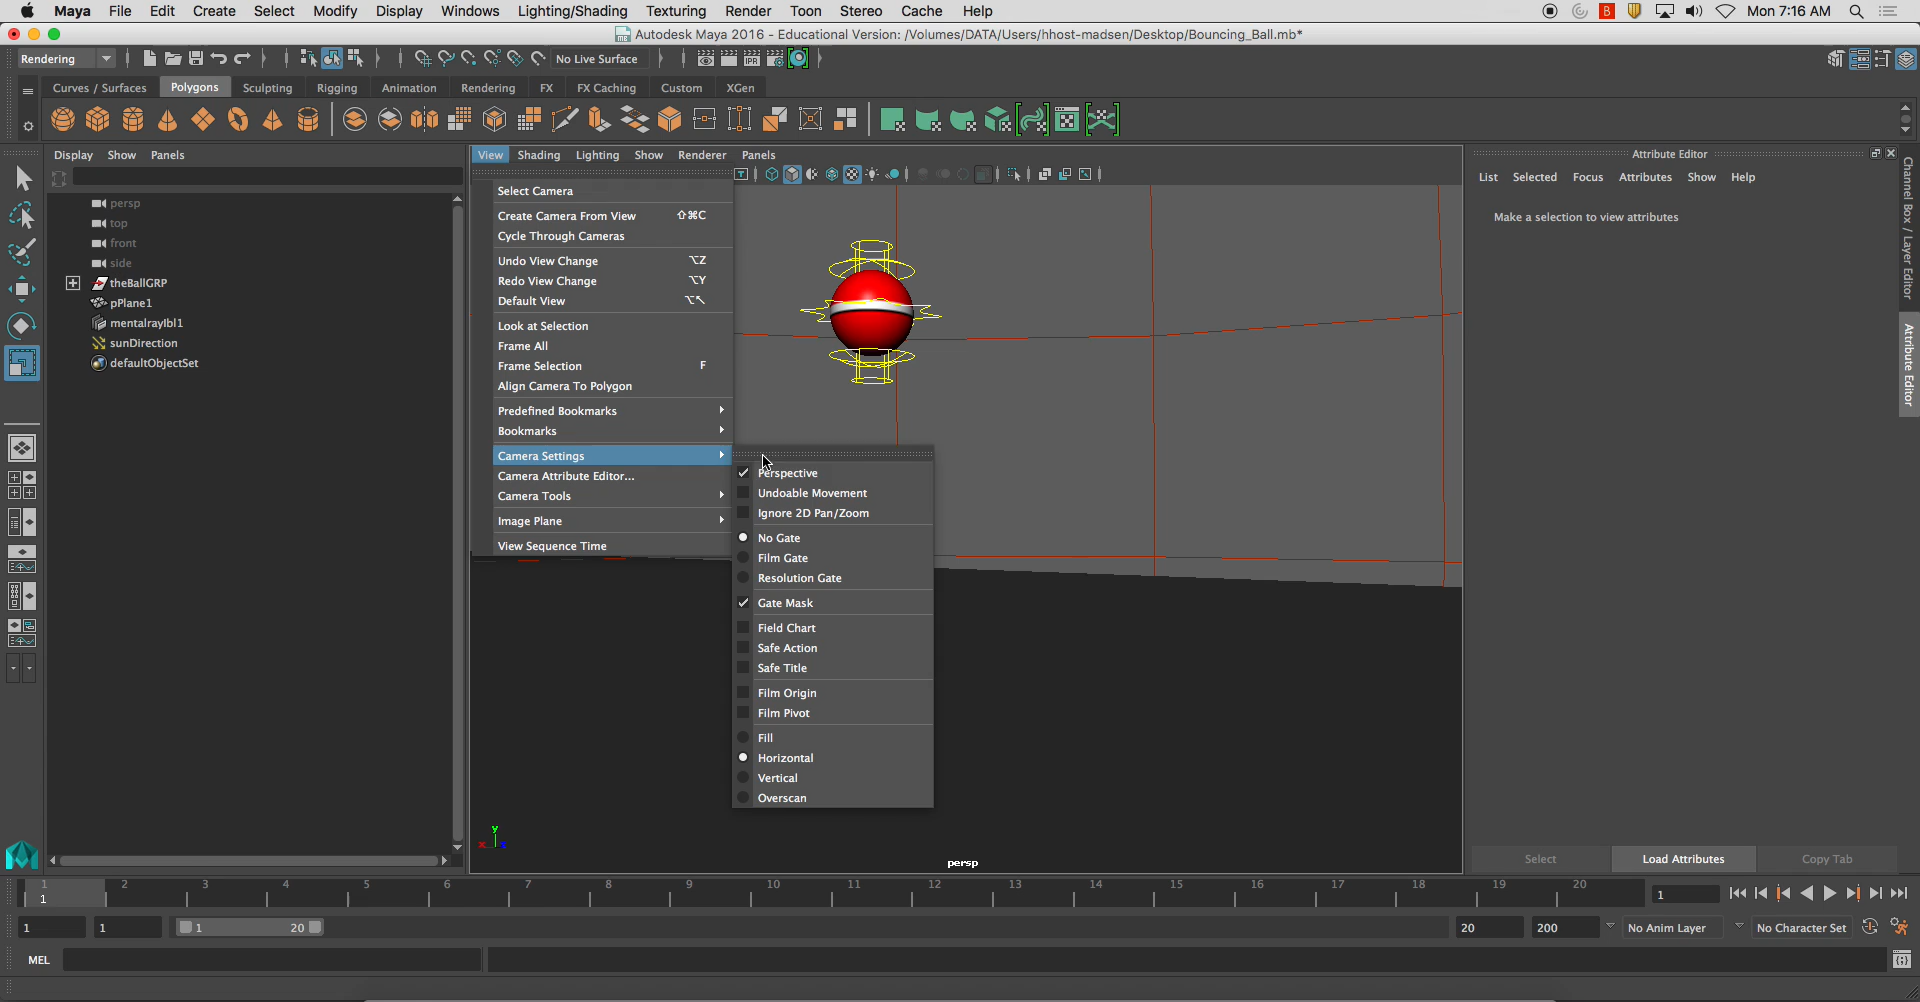 Maya File Edit Create Select Modify Display Windows Lighting/Shading Texturing Render Toon Stereo Cache Help Mon 7:16 AM
Autodesk Maya 2016 - Educational Version: /Volumes/DATA/Users/hhost-madsen/Desktop/Bouncing_Ball.mb*
Rendering No Live Surface IPR
Curves / Surfaces Polygons Sculpting Rigging Animation Rendering FX FX Caching Custom XGen
Display Show Panels
persp
top
front
side
theBallGRP
pPlane1
mentalrayIbl1
sunDirection
defaultObjectSet
View Shading Lighting Show Renderer Panels
Select Camera
Create Camera From View ⇧⌘C
Cycle Through Cameras
Undo View Change ⌥Z
Redo View Change ⌥Y
Default View ⌥↖
Look at Selection
Frame All
Frame Selection F
Align Camera To Polygon
Predefined Bookmarks
Bookmarks
Camera Settings
Camera Attribute Editor...
Camera Tools
Image Plane
View Sequence Time
Perspective
Undoable Movement
Ignore 2D Pan/Zoom
No Gate
Film Gate
Resolution Gate
Gate Mask
Field Chart
Safe Action
Safe Title
Film Origin
Film Pivot
Fill
Horizontal
Vertical
Overscan
y
x
z
persp
Attribute Editor
List Selected Focus Attributes Show Help
Make a selection to view attributes
Channel Box / Layer Editor
Attribute Editor
Select Load Attributes Copy Tab
1 2 3 4 5 6 7 8 9 10 11 12 13 14 15 16 17 18 19 20
1 1
1 1 1 20 20 200 No Anim Layer No Character Set
MEL